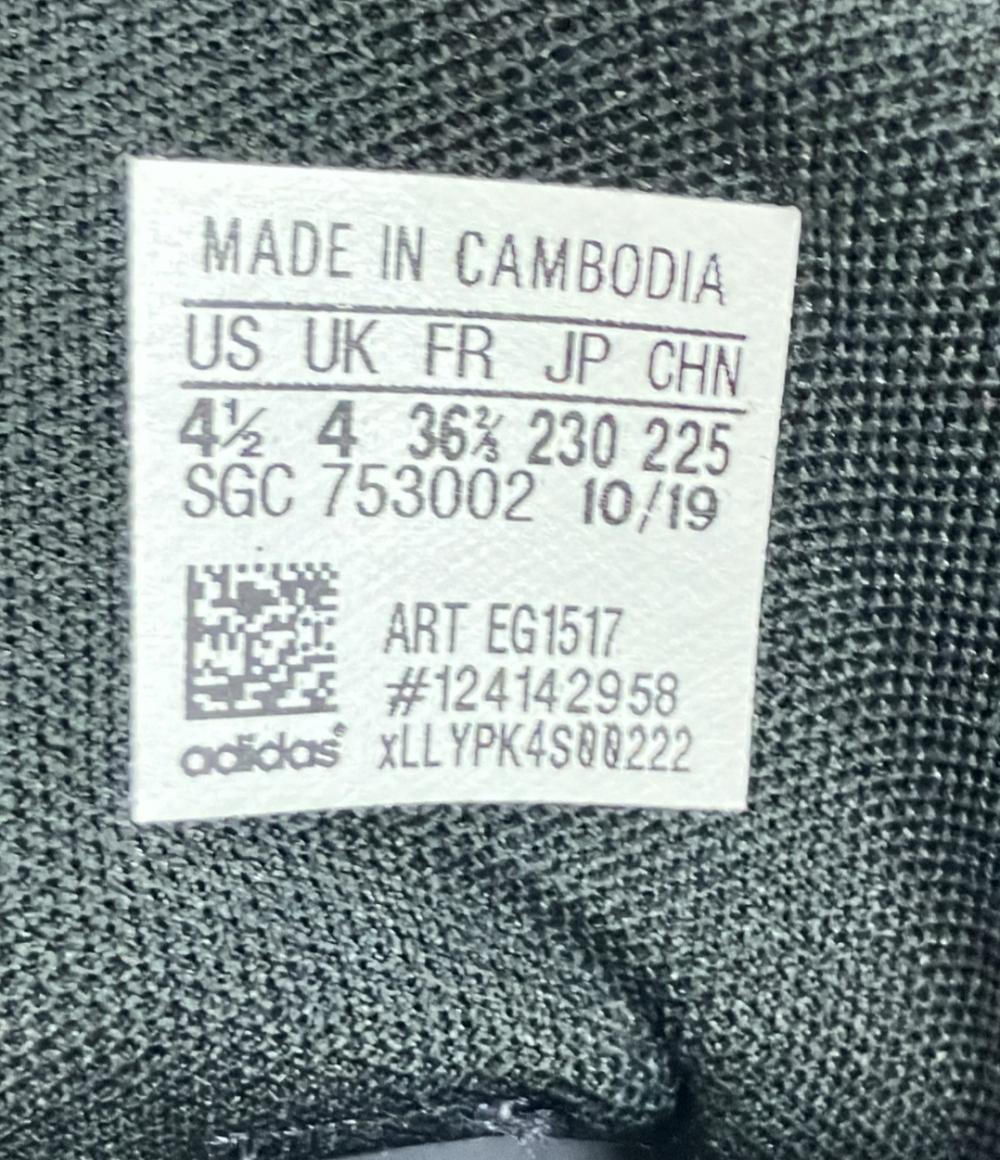 MADE IN CAMBODIA
US UK FR JP CHN
4½ 4 36⅔ 230 225
SGC 753002 10/19
ART EG1517
#124142958
adidas® xLLYPK4S00222